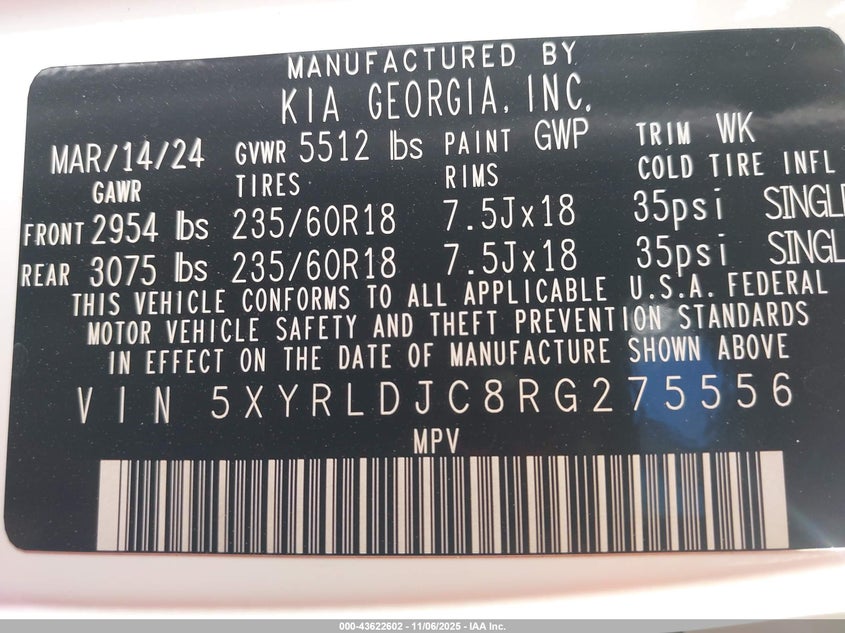 MANUFACTURED BY
KIA GEORGIA, INC.
MAR/14/24 GVWR 5512 lbs PAINT GWP TRIM WK
GAWR TIRES RIMS COLD TIRE INFL
FRONT 2954 lbs 235/60R18 7.5Jx18 35psi SINGLE
REAR 3075 lbs 235/60R18 7.5Jx18 35psi SINGL
THIS VEHICLE CONFORMS TO ALL APPLICABLE U.S.A. FEDERAL
MOTOR VEHICLE SAFETY AND THEFT PREVENTION STANDARDS
IN EFFECT ON THE DATE OF MANUFACTURE SHOWN ABOVE
VIN 5XYRLDJC8RG275556
MPV
000-43622602 - 11/06/2025 - IAA Inc.